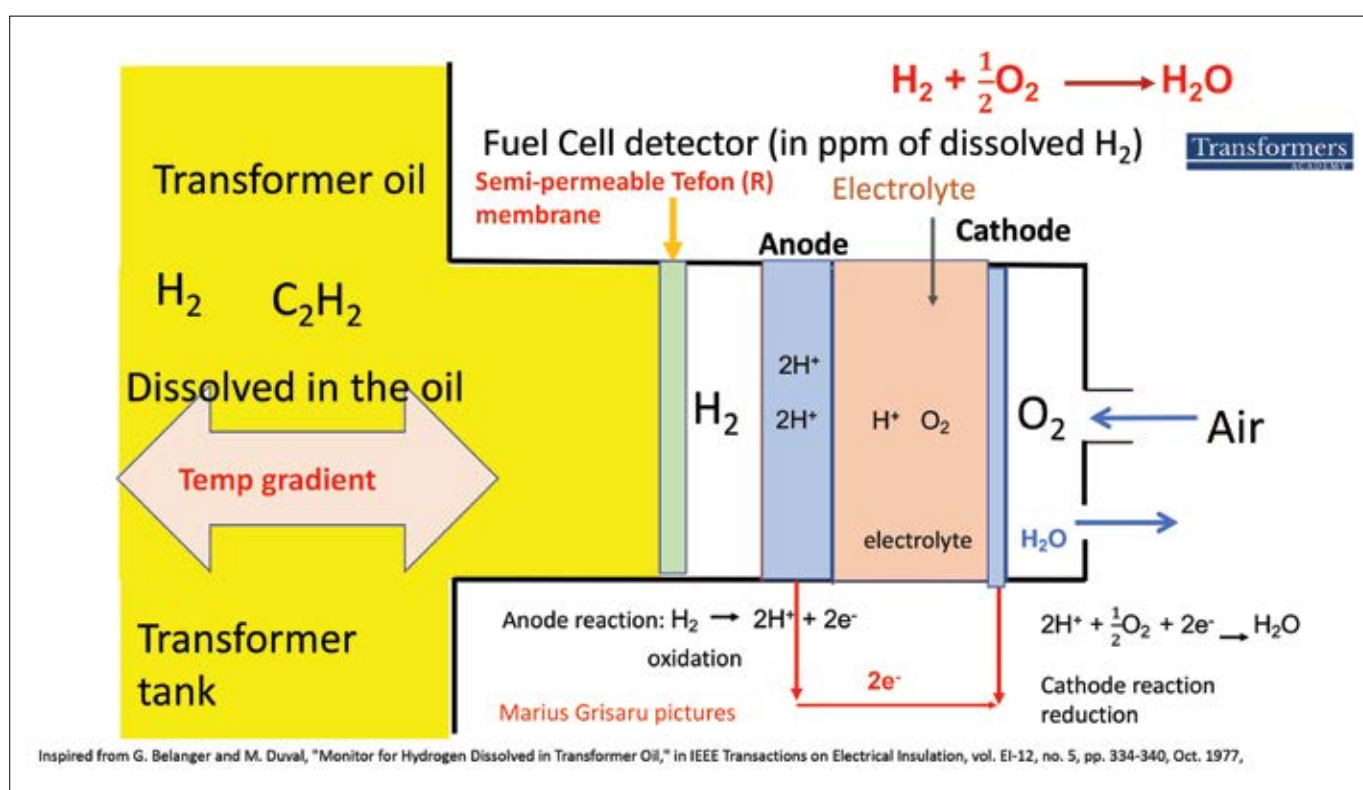 H₂ + 1/2 O₂ → H₂O
Fuel Cell detector (in ppm of dissolved H₂)
Transformers
ACADEMY
Transformer oil
Semi-permeable Tefon (R)
membrane
Electrolyte
Anode
Cathode
H₂ C₂H₂
Dissolved in the oil
Temp gradient
H₂
2H⁺
2H⁺
H⁺ O₂
electrolyte
O₂
Air
H₂O
Transformer
tank
Anode reaction: H₂ → 2H⁺ + 2e⁻
oxidation
2e⁻
2H⁺ + 1/2 O₂ + 2e⁻ → H₂O
Cathode reaction
reduction
Marius Grisaru pictures
Inspired from G. Belanger and M. Duval, "Monitor for Hydrogen Dissolved in Transformer Oil," in IEEE Transactions on Electrical Insulation, vol. EI-12, no. 5, pp. 334-340, Oct. 1977,